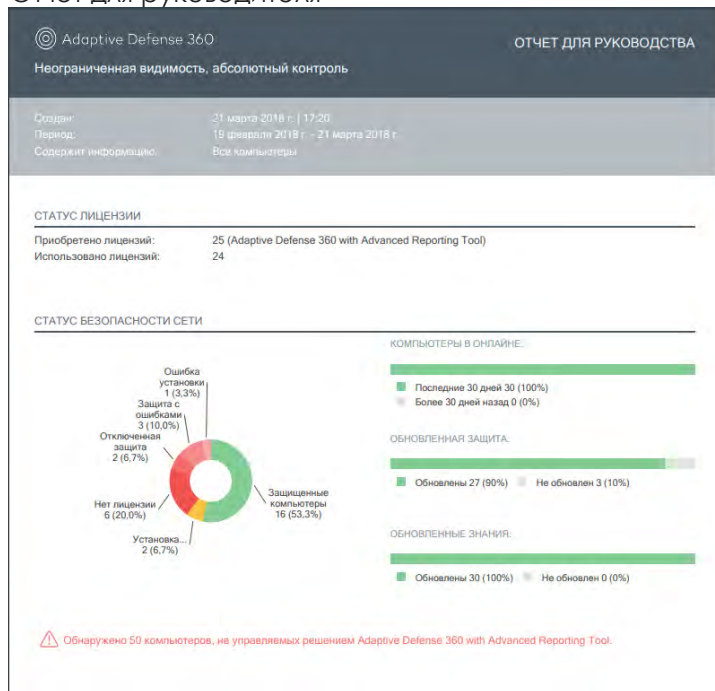 Отчет для руководителя
Adaptive Defense 360
ОТЧЕТ ДЛЯ РУКОВОДСТВА
Неограниченная видимость, абсолютный контроль
Создан: 21 марта 2018 г. | 17:20
Период: 19 февраля 2018 г. - 21 марта 2018 г.
Содержит информацию: Все компьютеры
СТАТУС ЛИЦЕНЗИИ
Приобретено лицензий: 25 (Adaptive Defense 360 with Advanced Reporting Tool)
Использовано лицензий: 24
СТАТУС БЕЗОПАСНОСТИ СЕТИ
Ошибка
установки
1 (3,3%)
Защита с
ошибками
3 (10,0%)
Отключенная
защита
2 (6,7%)
Нет лицензии
6 (20,0%)
Установка...
2 (6,7%)
Защищенные
компьютеры
16 (53,3%)
КОМПЬЮТЕРЫ В ОНЛАЙНЕ:
Последние 30 дней 30 (100%)
Более 30 дней назад 0 (0%)
ОБНОВЛЕННАЯ ЗАЩИТА:
Обновлены 27 (90%) Не обновлен 3 (10%)
ОБНОВЛЕННЫЕ ЗНАНИЯ:
Обновлены 30 (100%) Не обновлен 0 (0%)
Обнаружено 50 компьютеров, не управляемых решением Adaptive Defense 360 with Advanced Reporting Tool.